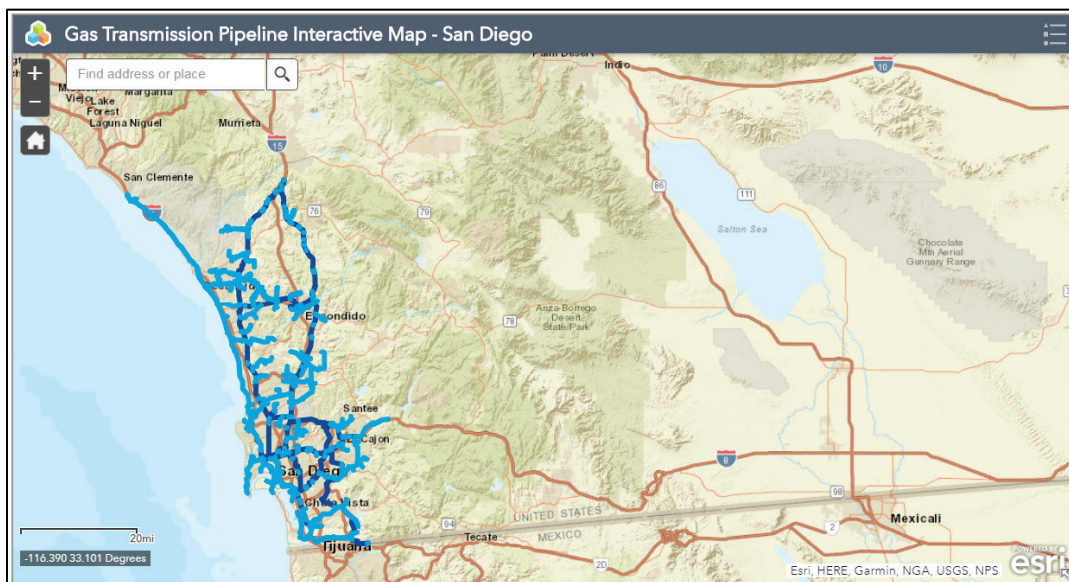 Gas Transmission Pipeline Interactive Map - San Diego
+
Find address or place
−
Palm Desert
Indio
10
Margarita
Viejo
Lake
Forest
Laguna Niguel
Murrieta
15
San Clemente
76
79
86
111
Salton Sea
Chocolate
Mtn Aerial
Gunnery Range
Escondido
78
Anza-Borrego
Desert
State Park
Santee
El Cajon
San Diego
8
Chula Vista
94
98
UNITED STATES
MEXICO
2
Mexicali
Tijuana
Tecate
2D
20mi
-116.390 33.101 Degrees
POWERED BY
esri
Esri, HERE, Garmin, NGA, USGS, NPS